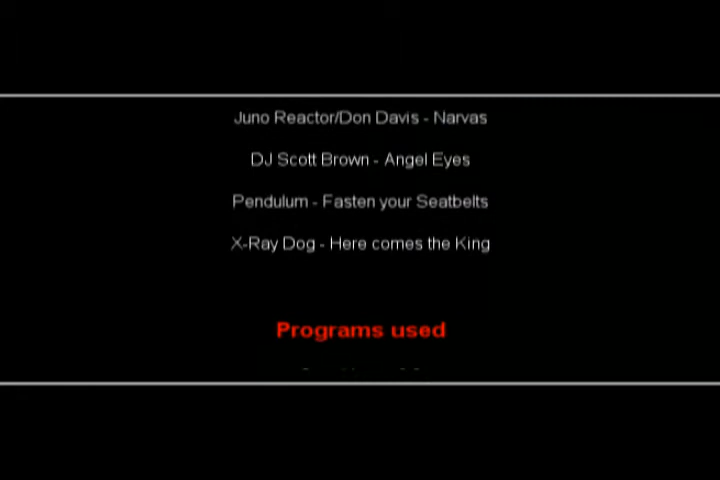 Juno Reactor/Don Davis - Narvas
DJ Scott Brown - Angel Eyes
Pendulum - Fasten your Seatbelts
X-Ray Dog - Here comes the King
Programs used